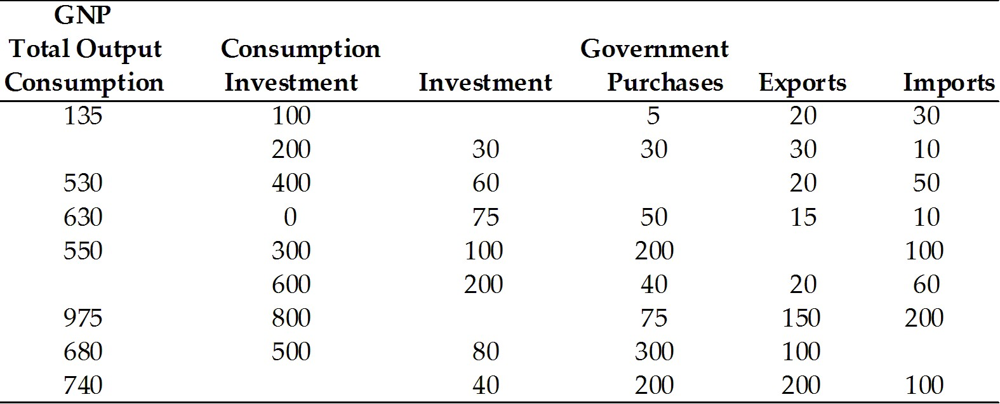 GNP
Total Output Consumption Government
Consumption Investment Investment Purchases Exports Imports
135 100 5 20 30
200 30 30 30 10
530 400 60 20 50
630 0 75 50 15 10
550 300 100 200 100
600 200 40 20 60
975 800 75 150 200
680 500 80 300 100
740 40 200 200 100